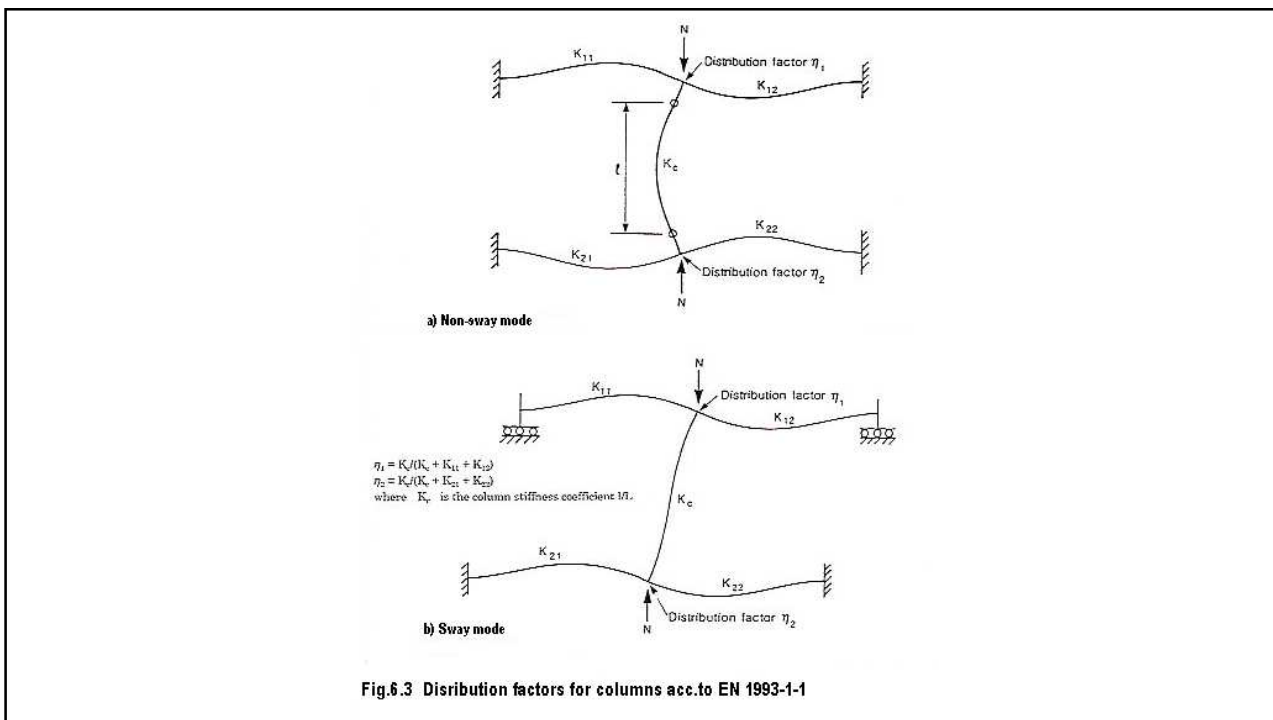 N
K11
Distribution factor η1
K12
l
Kc
K22
K21
Distribution factor η2
N
a) Non-sway mode
N
K11
Distribution factor η1
K12
η1 = Kc/(Kc + K11 + K12)
η2 = Kc/(Kc + K21 + K22)
where Kc is the column stiffness coefficient I/L
Kc
K21
K22
Distribution factor η2
N
b) Sway mode
Fig.6.3 Disribution factors for columns acc.to EN 1993-1-1